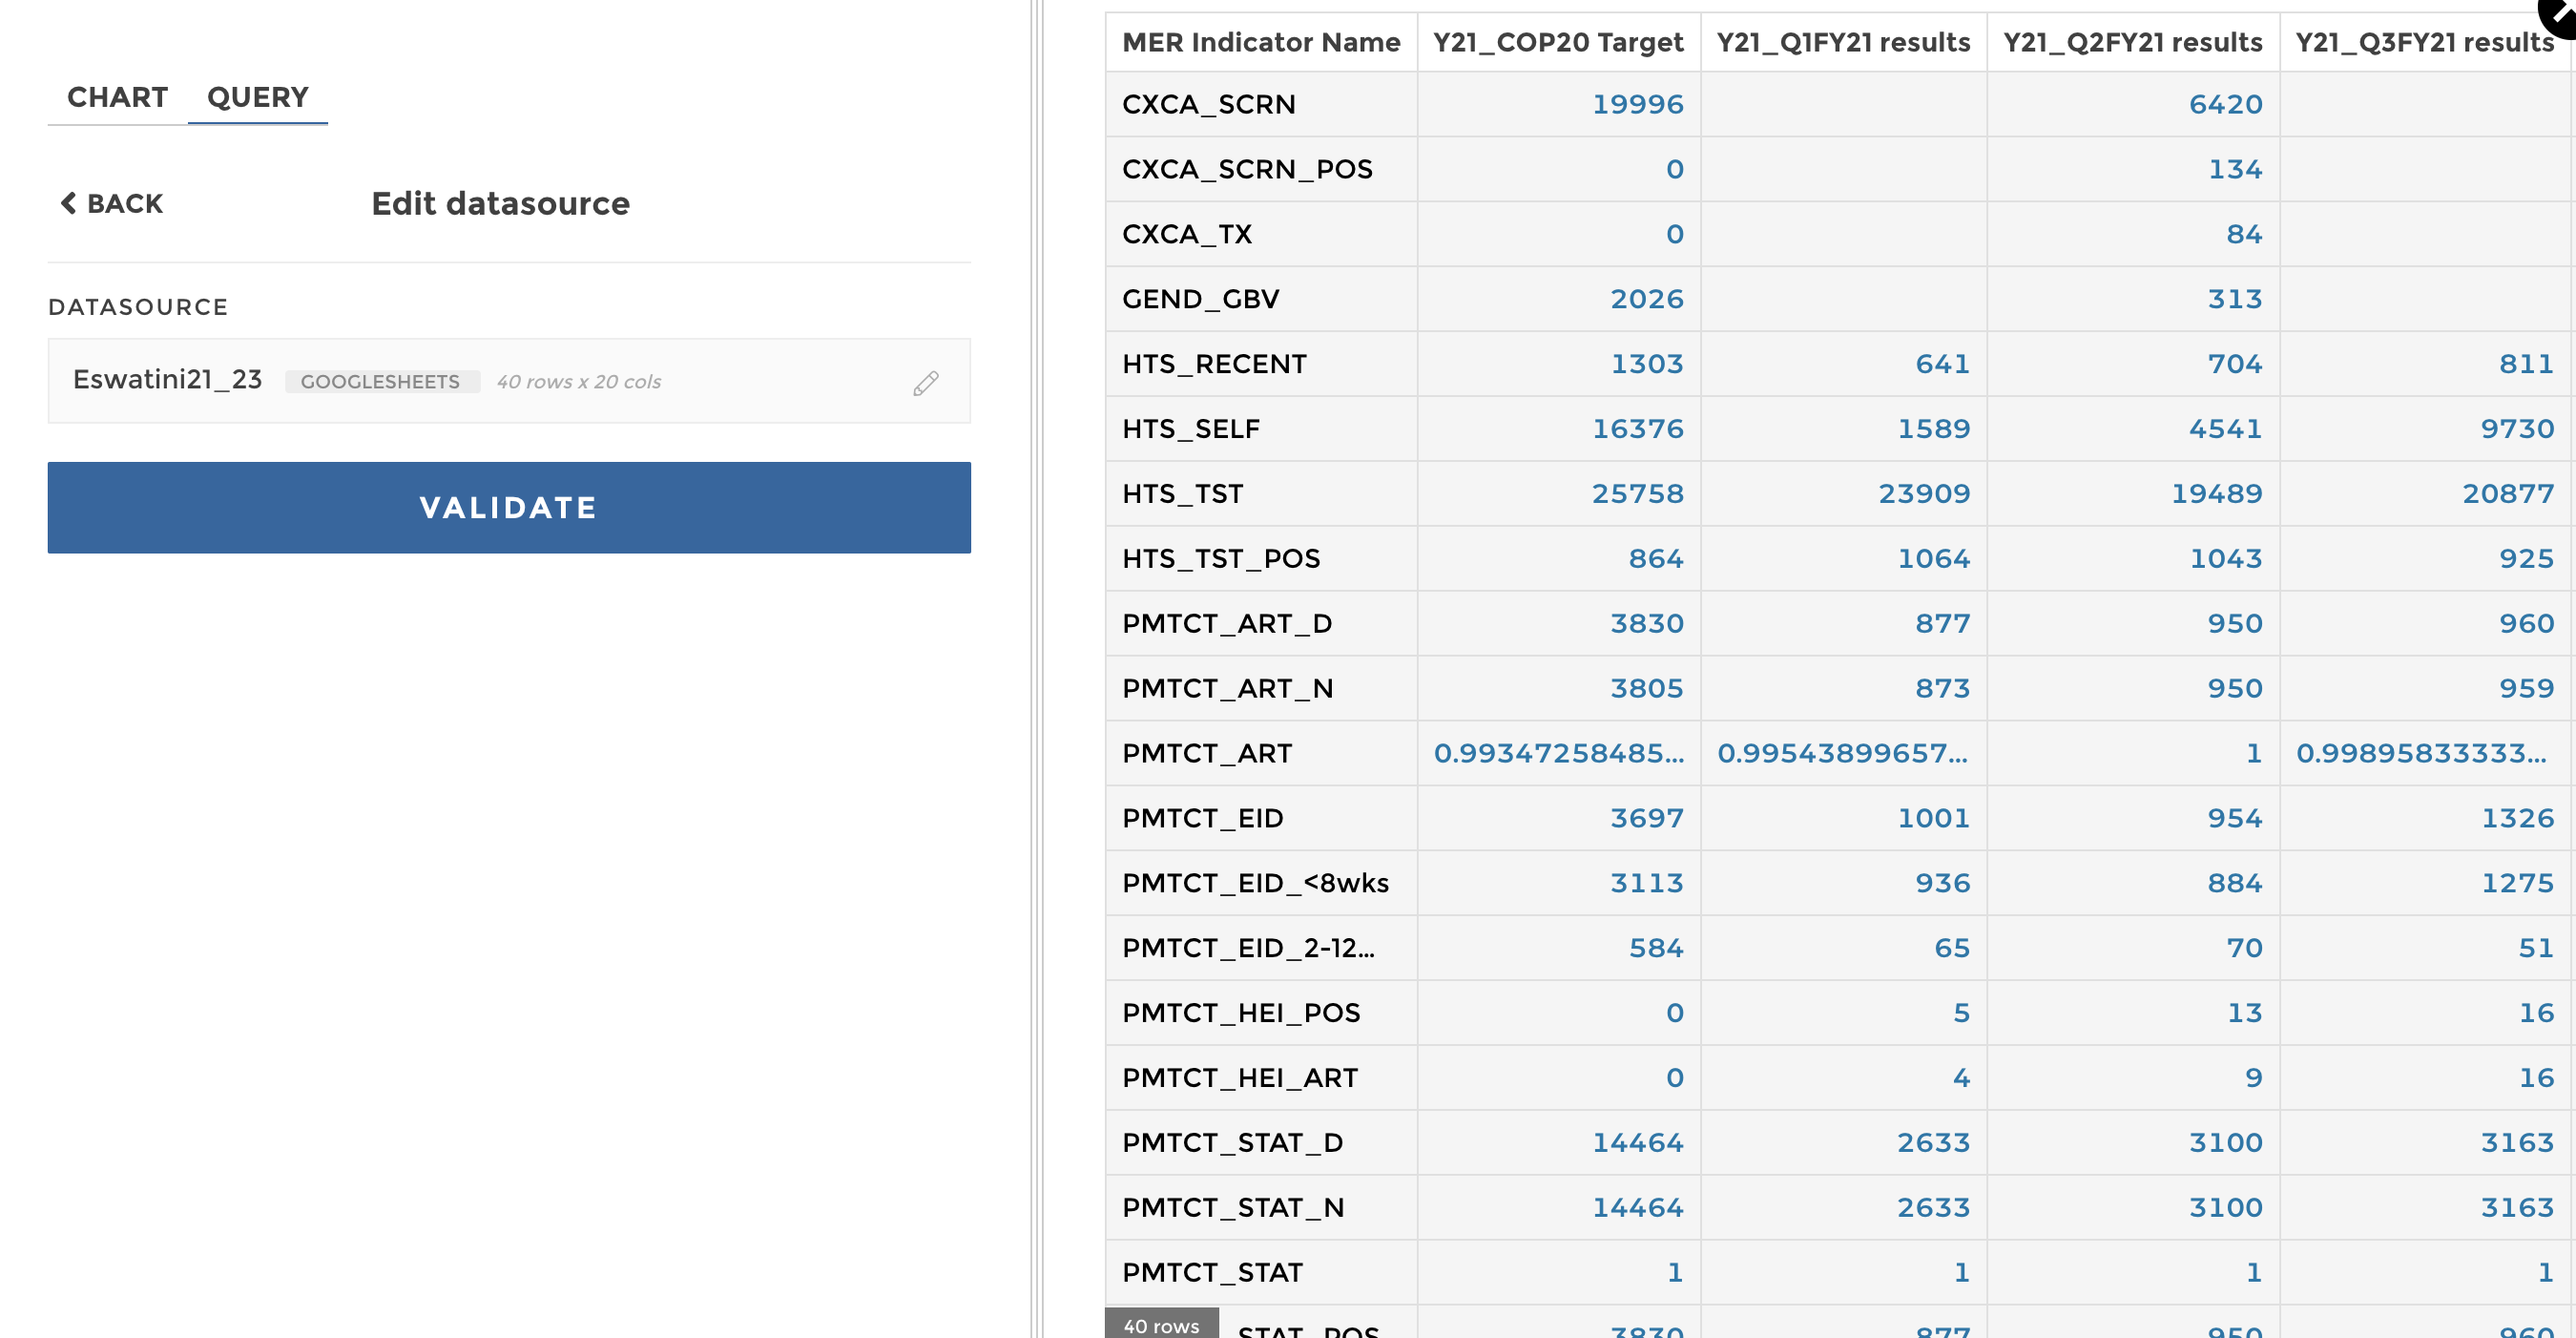 CHART QUERY
BACK Edit datasource
DATASOURCE
Eswatini21_23 GOOGLESHEETS 40 rows x 20 cols
VALIDATE
MER Indicator Name Y21_COP20 Target Y21_Q1FY21 results Y21_Q2FY21 results Y21_Q3FY21 results
CXCA_SCRN 19996 6420
CXCA_SCRN_POS 0 134
CXCA_TX 0 84
GEND_GBV 2026 313
HTS_RECENT 1303 641 704 811
HTS_SELF 16376 1589 4541 9730
HTS_TST 25758 23909 19489 20877
HTS_TST_POS 864 1064 1043 925
PMTCT_ART_D 3830 877 950 960
PMTCT_ART_N 3805 873 950 959
PMTCT_ART 0.99347258485... 0.99543899657... 1 0.99895833333...
PMTCT_EID 3697 1001 954 1326
PMTCT_EID_<8wks 3113 936 884 1275
PMTCT_EID_2-12... 584 65 70 51
PMTCT_HEI_POS 0 5 13 16
PMTCT_HEI_ART 0 4 9 16
PMTCT_STAT_D 14464 2633 3100 3163
PMTCT_STAT_N 14464 2633 3100 3163
PMTCT_STAT 1 1 1 1
40 rows STAT_POS 3830 877 950 960